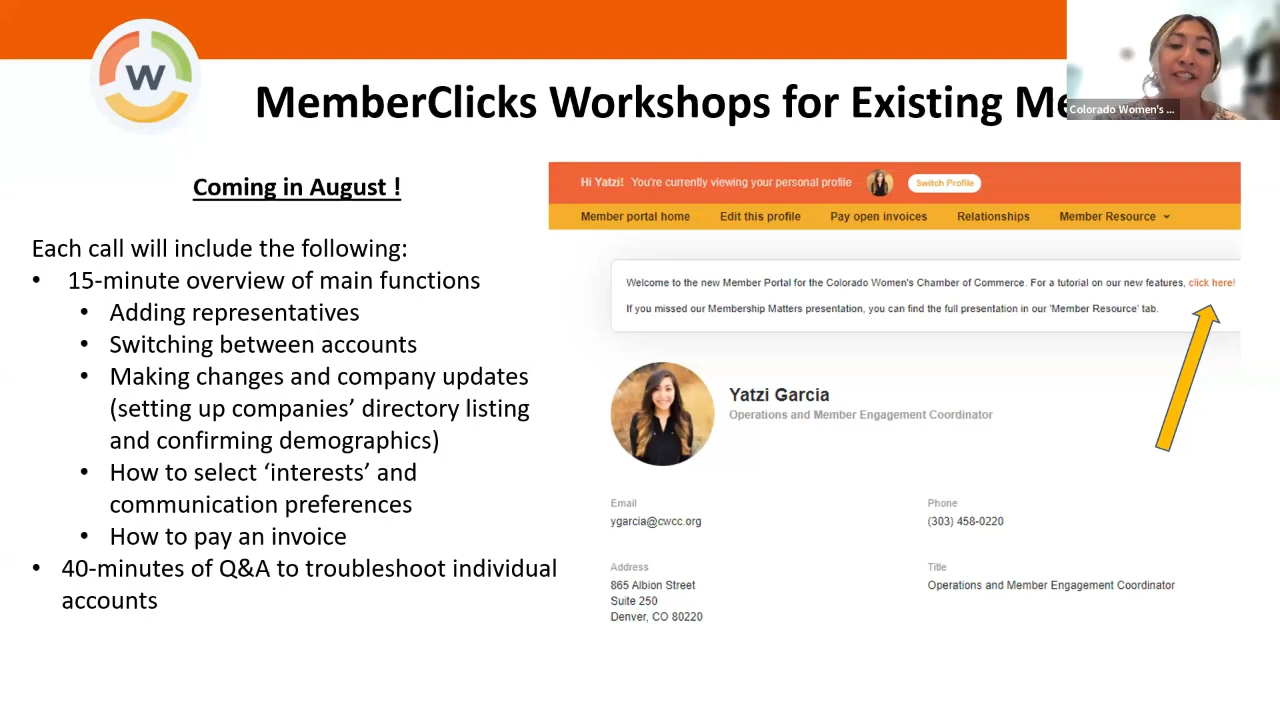 W
MemberClicks Workshops for Existing Me
Colorado Women's ...
Coming in August !
Each call will include the following:
• 15-minute overview of main functions
• Adding representatives
• Switching between accounts
• Making changes and company updates
(setting up companies’ directory listing
and confirming demographics)
• How to select ‘interests’ and
communication preferences
• How to pay an invoice
• 40-minutes of Q&A to troubleshoot individual
accounts
Hi Yatzi! You're currently viewing your personal profile Switch Profile
Member portal home Edit this profile Pay open invoices Relationships Member Resource
Welcome to the new Member Portal for the Colorado Women's Chamber of Commerce. For a tutorial on our new features, click here!
If you missed our Membership Matters presentation, you can find the full presentation in our 'Member Resource' tab.
Yatzi Garcia
Operations and Member Engagement Coordinator
Email Phone
ygarcia@cwcc.org (303) 458-0220
Address Title
865 Albion Street Operations and Member Engagement Coordinator
Suite 250
Denver, CO 80220